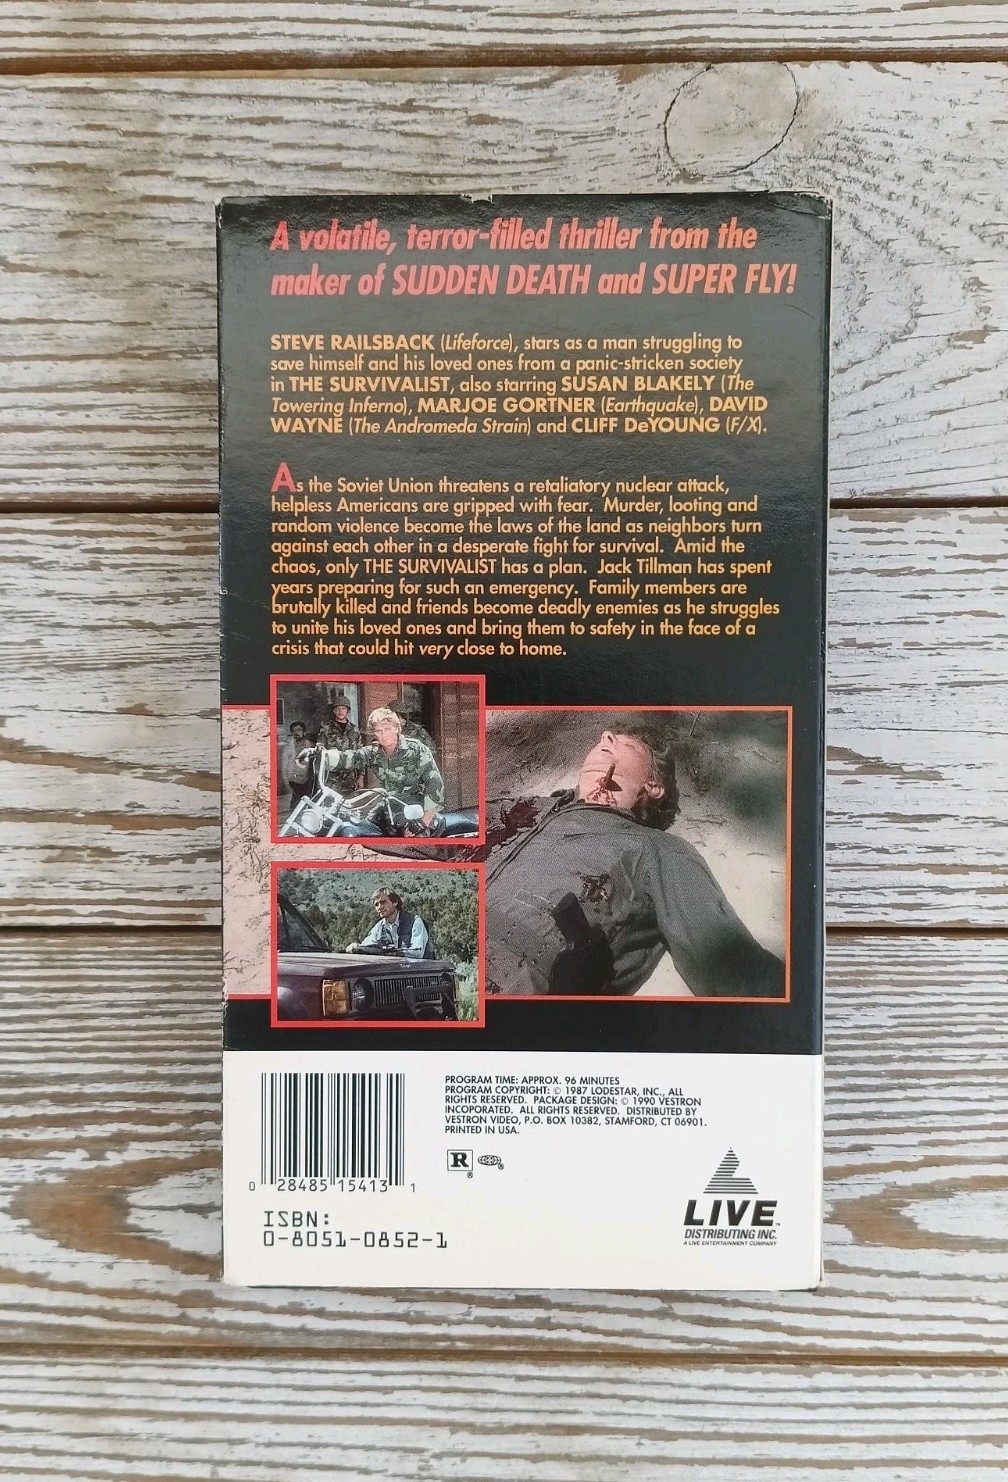 A volatile, terror-filled thriller from the
maker of SUDDEN DEATH and SUPER FLY!
STEVE RAILSBACK (Lifeforce), stars as a man struggling to
save himself and his loved ones from a panic-stricken society
in THE SURVIVALIST, also starring SUSAN BLAKELY (The
Towering Inferno), MARJOE GORTNER (Earthquake), DAVID
WAYNE (The Andromeda Strain) and CLIFF DeYOUNG (F/X).
As the Soviet Union threatens a retaliatory nuclear attack,
helpless Americans are gripped with fear. Murder, looting and
random violence become the laws of the land as neighbors turn
against each other in a desperate fight for survival. Amid the
chaos, only THE SURVIVALIST has a plan. Jack Tillman has spent
years preparing for such an emergency. Family members are
brutally killed and friends become deadly enemies as he struggles
to unite his loved ones and bring them to safety in the face of a
crisis that could hit very close to home.
PROGRAM TIME: APPROX. 96 MINUTES
PROGRAM COPYRIGHT: © 1987 LODESTAR, INC., ALL
RIGHTS RESERVED. PACKAGE DESIGN: © 1990 VESTRON
INCOPORATED. ALL RIGHTS RESERVED. DISTRIBUTED BY
VESTRON VIDEO, P.O. BOX 10382, STAMFORD, CT 06901.
PRINTED IN USA.
R ® ®
0 28485 15413 1
ISBN:
0-8051-0852-1
LIVE™
DISTRIBUTING INC.
A LIVE ENTERTAINMENT COMPANY